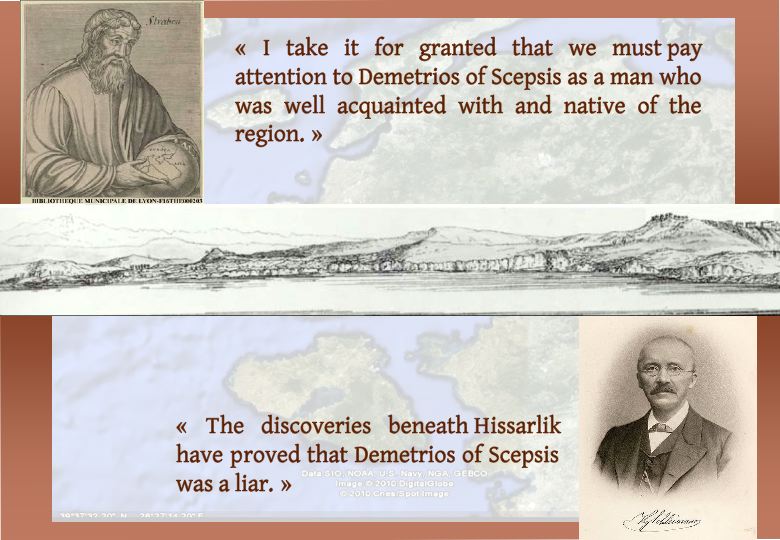 Strabon
« I take it for granted that we must pay
attention to Demetrios of Scepsis as a man who
was well acquainted with and native of the
region. »
BIBLIOTHEQUE MUNICIPALE DE LYON-F16THE000203
« The discoveries beneath Hissarlik
have proved that Demetrios of Scepsis
was a liar. »
Data SIO, NOAA, U.S. Navy, NGA, GEBCO
Image © 2010 DigitalGlobe
© 2010 Cnes/Spot Image